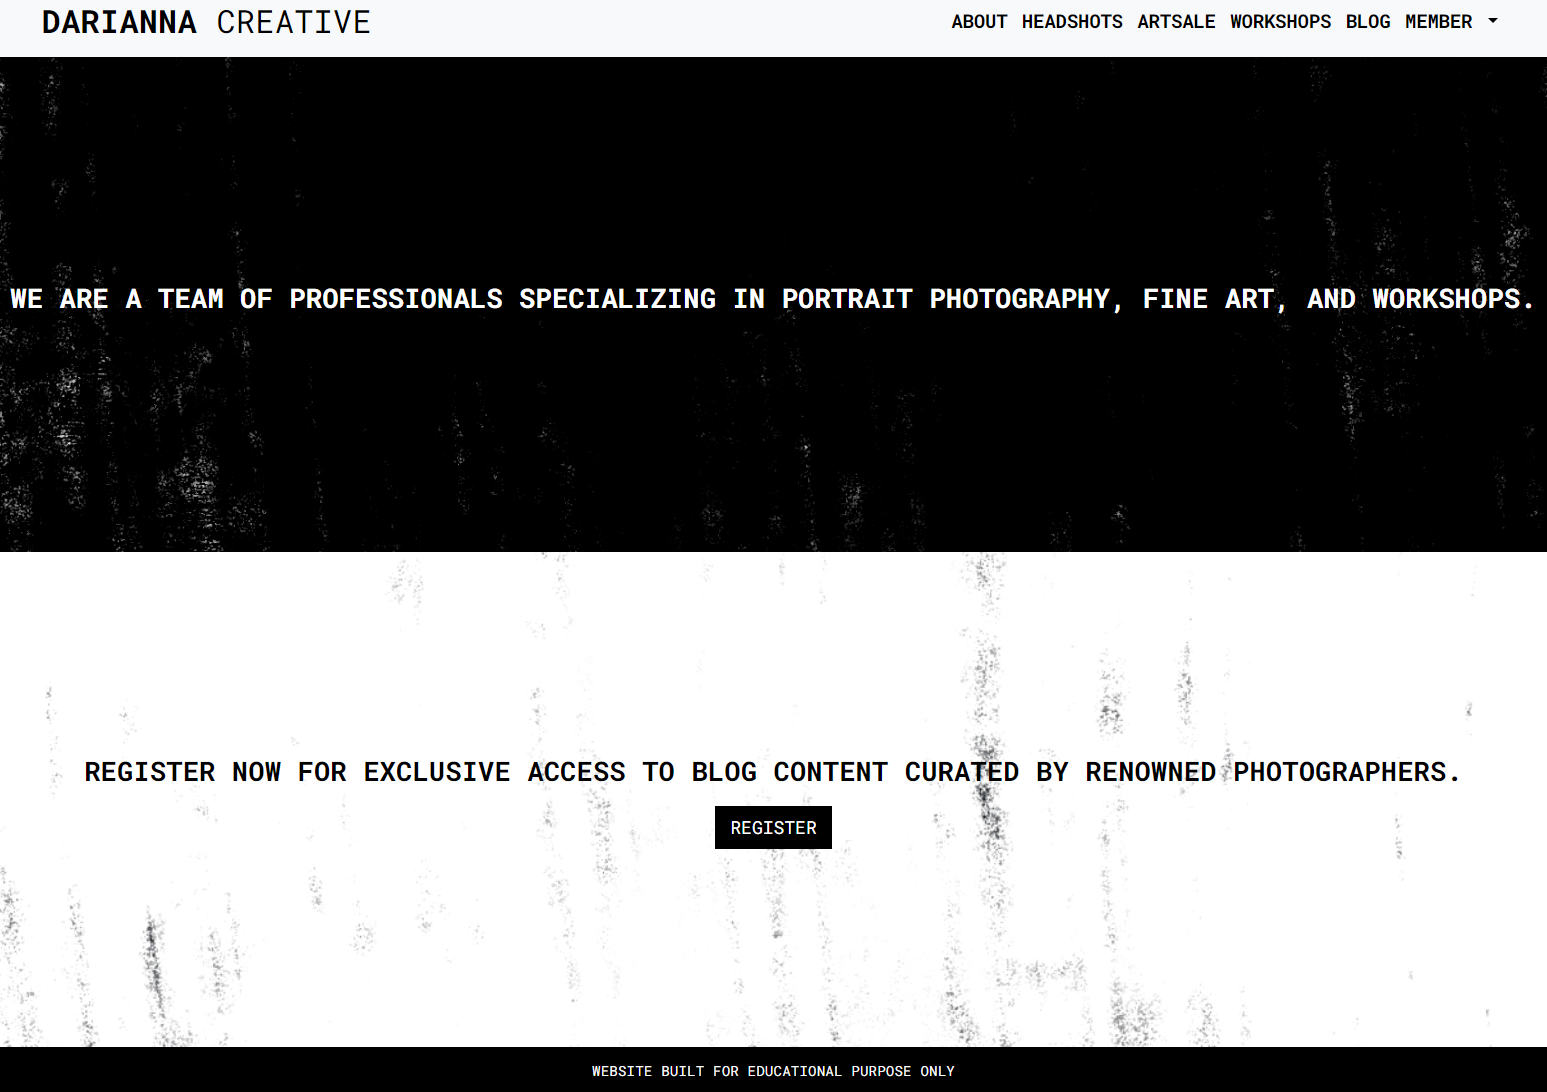 DARIANNA CREATIVE
ABOUT HEADSHOTS ARTSALE WORKSHOPS BLOG MEMBER
WE ARE A TEAM OF PROFESSIONALS SPECIALIZING IN PORTRAIT PHOTOGRAPHY, FINE ART, AND WORKSHOPS.
REGISTER NOW FOR EXCLUSIVE ACCESS TO BLOG CONTENT CURATED BY RENOWNED PHOTOGRAPHERS.
REGISTER
WEBSITE BUILT FOR EDUCATIONAL PURPOSE ONLY